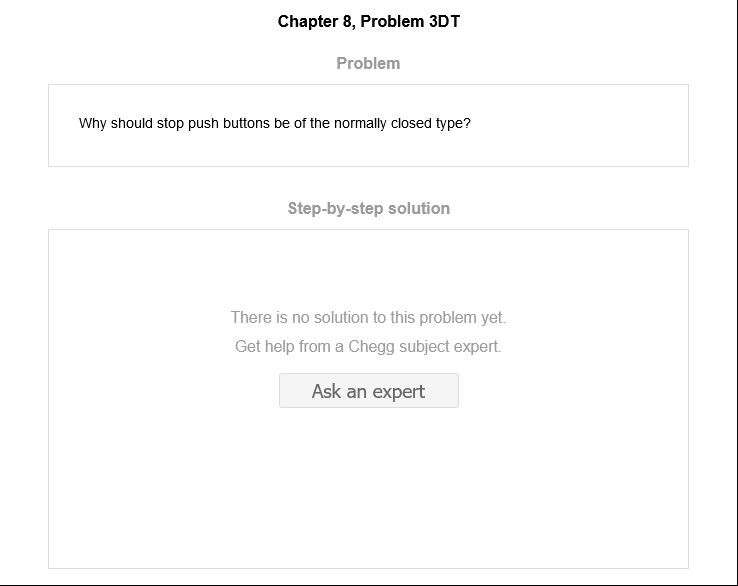 Chapter 8, Problem 3DT
Problem
Why should stop push buttons be of the normally closed type?
Step-by-step solution
There is no solution to this problem yet.
Get help from a Chegg subject expert.
Ask an expert